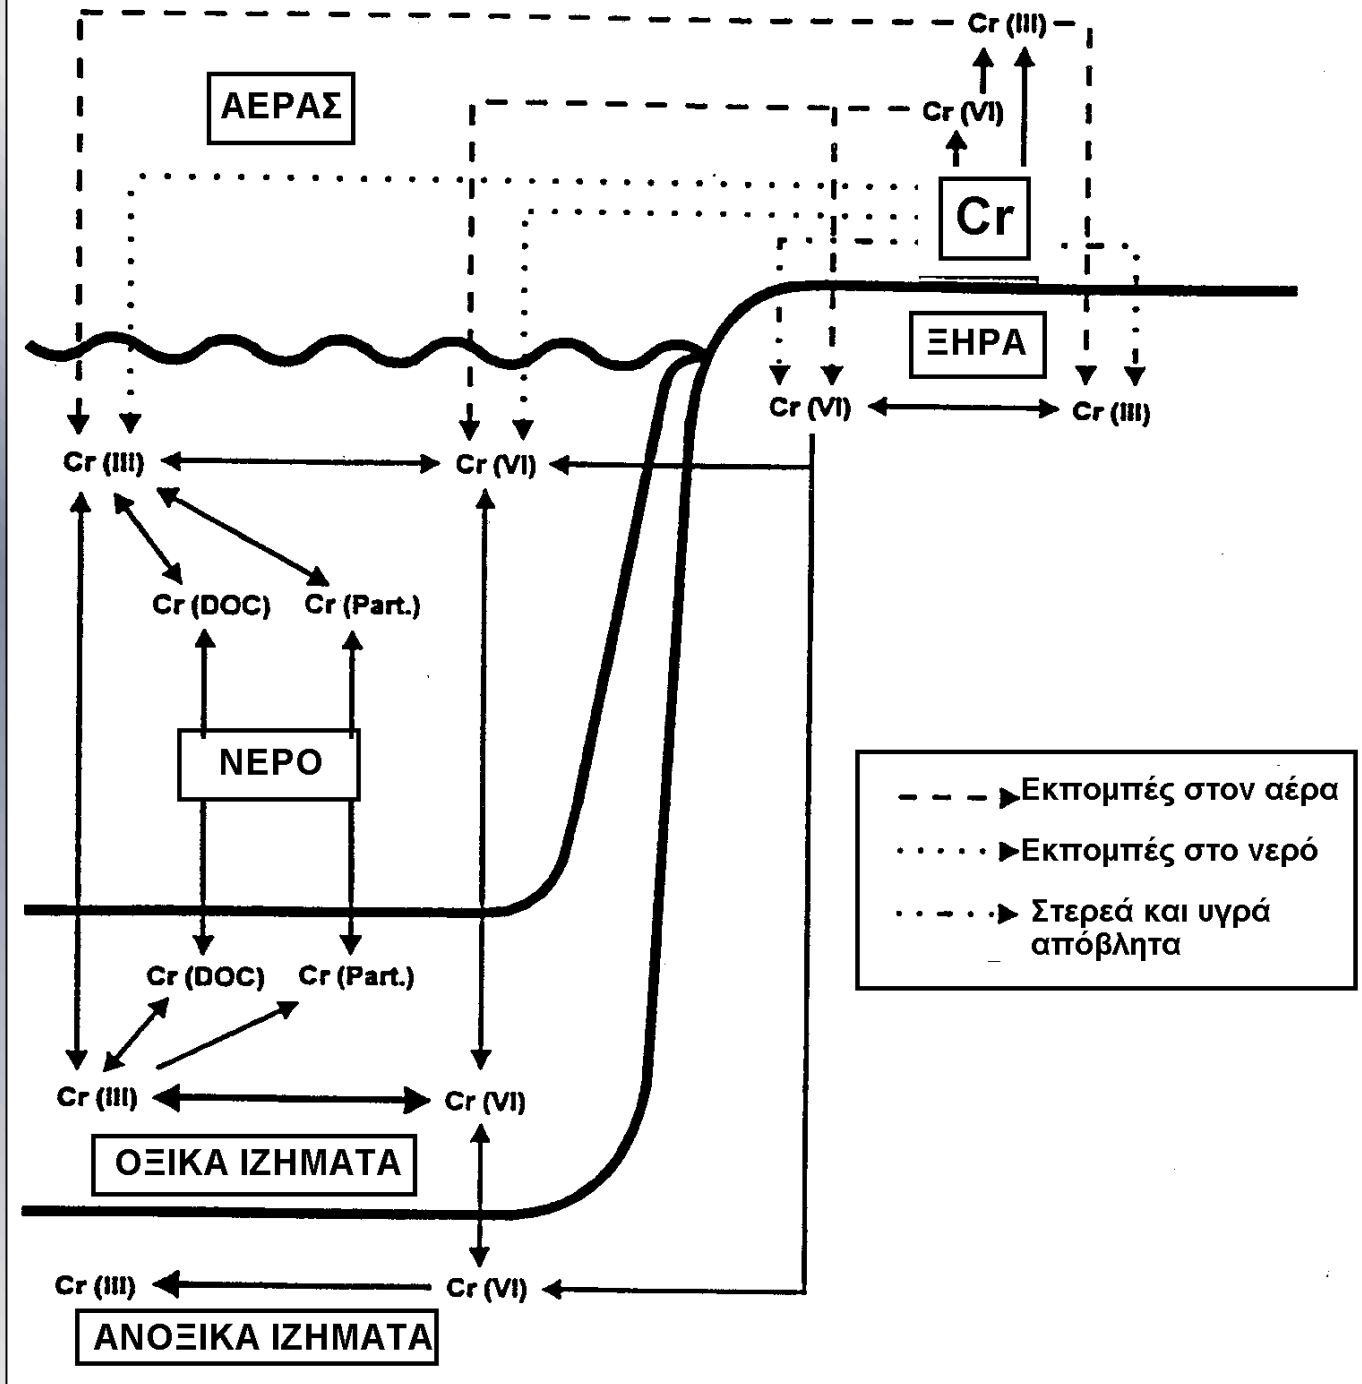 Cr (III)
ΑΕΡΑΣ
Cr (VI)
Cr
ΞΗΡΑ
Cr (VI)
Cr (III)
Cr (III)
Cr (VI)
Cr (DOC)
Cr (Part.)
ΝΕΡΟ
Εκπομπές στον αέρα
Εκπομπές στο νερό
Στερεά και υγρά
απόβλητα
Cr (DOC)
Cr (Part.)
Cr (III)
Cr (VI)
ΟΞΙΚΑ ΙΖΗΜΑΤΑ
Cr (III)
Cr (VI)
ΑΝΟΞΙΚΑ ΙΖΗΜΑΤΑ